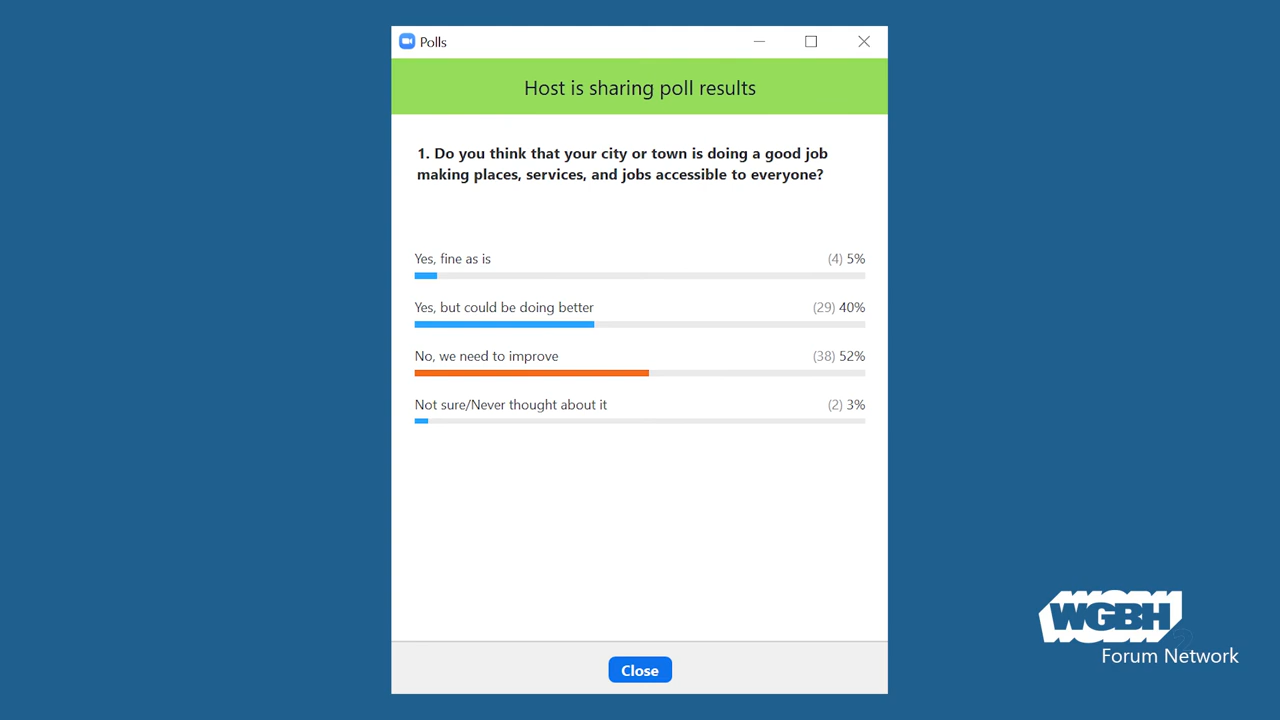 Polls
Host is sharing poll results
1. Do you think that your city or town is doing a good job
making places, services, and jobs accessible to everyone?
Yes, fine as is (4) 5%
Yes, but could be doing better (29) 40%
No, we need to improve (38) 52%
Not sure/Never thought about it (2) 3%
Close
WGBH
Forum Network